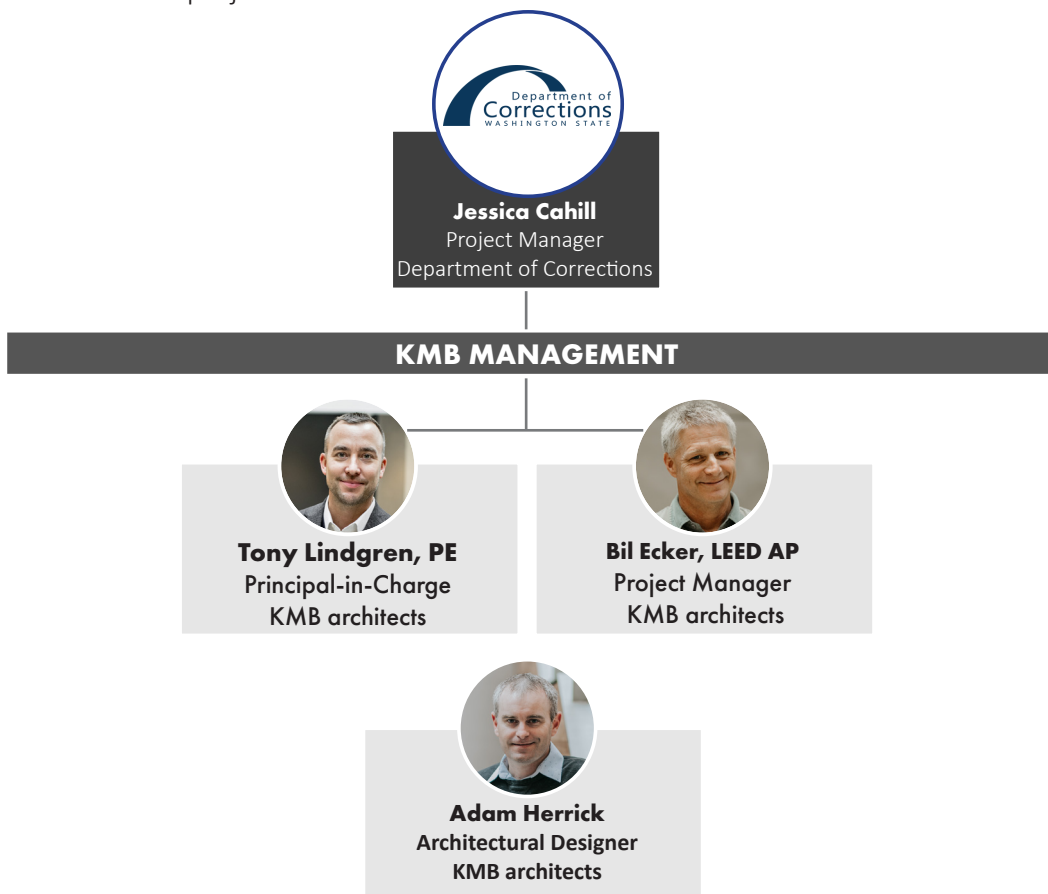 Department of
Corrections
WASHINGTON STATE
Jessica Cahill
Project Manager
Department of Corrections
KMB MANAGEMENT
Tony Lindgren, PE
Principal-in-Charge
KMB architects
Bil Ecker, LEED AP
Project Manager
KMB architects
Adam Herrick
Architectural Designer
KMB architects